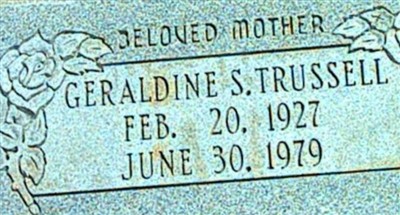 BELOVED MOTHER
GERALDINE S. TRUSSELL
FEB. 20, 1927
JUNE 30, 1979